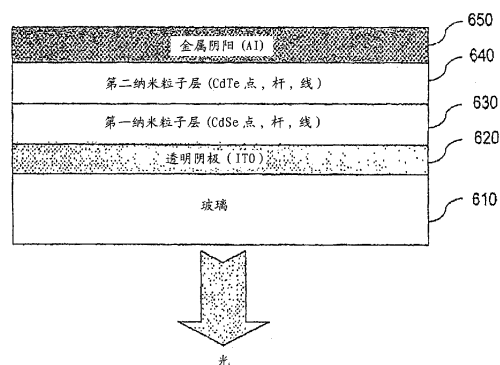 650
金属阴阳 (AI)
640
第二纳米粒子层 (CdTe 点，杆，线)
630
第一纳米粒子层 (CdSe 点，杆，线)
620
透明阴极 (ITO)
610
玻璃
光